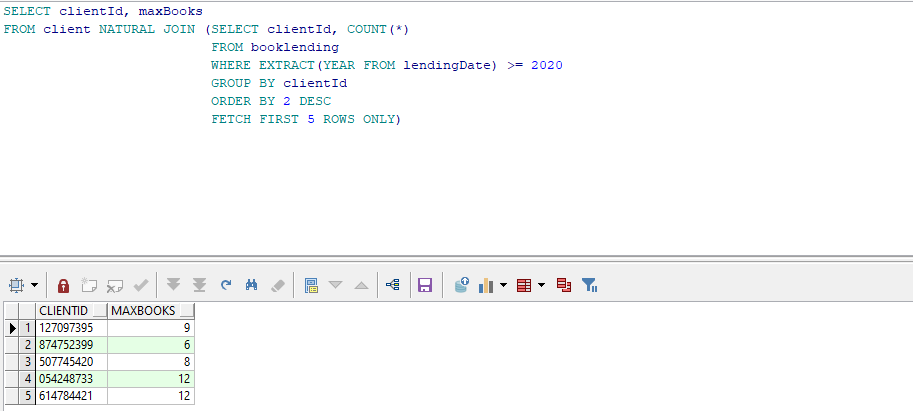 SELECT clientId, maxBooks
FROM client NATURAL JOIN (SELECT clientId, COUNT(*)
FROM booklending
WHERE EXTRACT(YEAR FROM lendingDate) >= 2020
GROUP BY clientId
ORDER BY 2 DESC
FETCH FIRST 5 ROWS ONLY)
CLIENTID MAXBOOKS
1 127097395 9
2 874752399 6
3 507745420 8
4 054248733 12
5 614784421 12